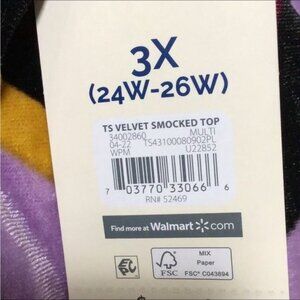 3X
(24W-26W)
TS VELVET SMOCKED TOP
34002860 MULTI
04-22 TS43100080902PL
WPM U22852
7 03770 33066 6
RN# 52469
Find more at Walmart.com
FSC
MIX
Paper
FSC® C043694